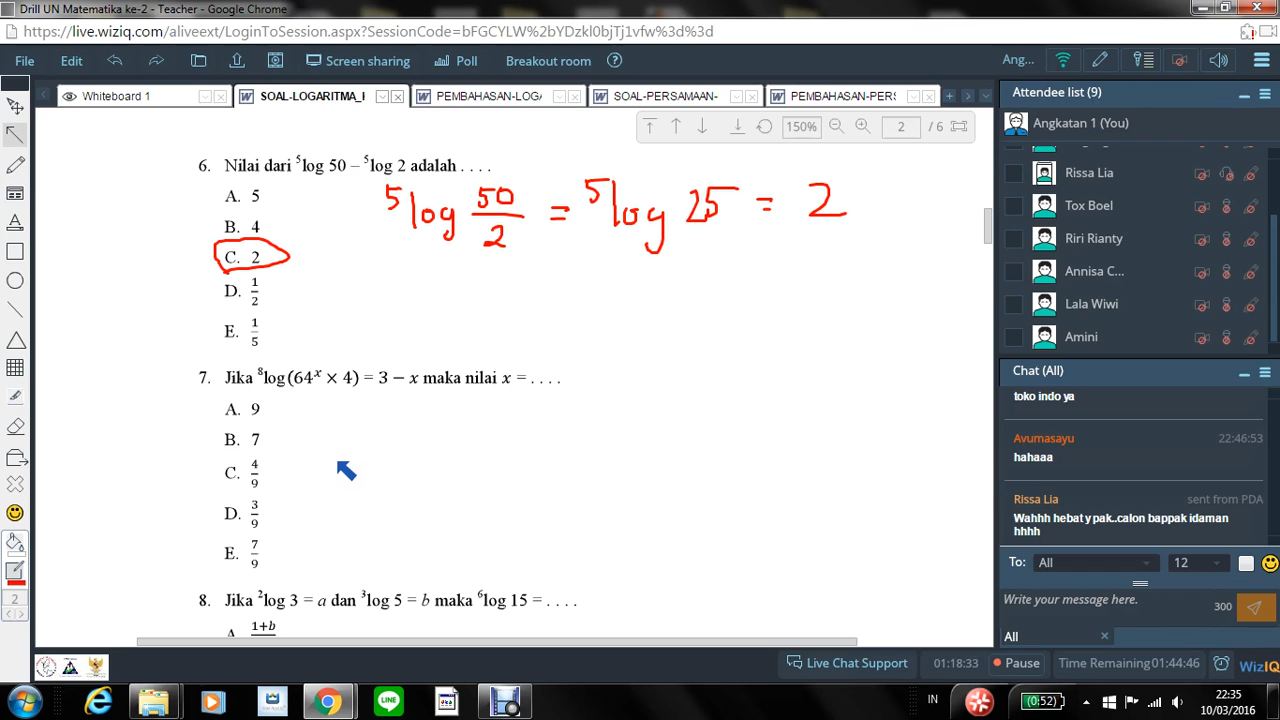 Drill UN Matematika ke-2 - Teacher - Google Chrome
https://live.wiziq.com/aliveext/LoginToSession.aspx?SessionCode=bFGCYLW%2bYDzkl0bjTj1vfw%3d%3d
File Edit Screen sharing Poll Breakout room Ang...
Whiteboard 1 SOAL-LOGARITMA_I PEMBAHASAN-LOGA SOAL-PERSAMAAN- PEMBAHASAN-PERS
Attendee list (9)
150% 2 / 6
Angkatan 1 (You)
Rissa Lia
Tox Boel
Riri Rianty
Annisa C...
Lala Wiwi
Amini
6. Nilai dari ⁵log 50 – ⁵log 2 adalah . . . .
⁵log 50/2 = ⁵log 25 = 2
A. 5
B. 4
C. 2
D. 1/2
E. 1/5
7. Jika ⁸log(64ˣ × 4) = 3 − x maka nilai x = . . . .
A. 9
B. 7
C. 4/9
D. 3/9
E. 7/9
8. Jika ²log 3 = a dan ³log 5 = b maka ⁶log 15 = . . . .
A. 1+b
Chat (All)
toko indo ya
Avumasayu 22:46:53
hahaaa
Rissa Lia sent from PDA
Wahhh hebat y pak..calon bappak idaman
hhhh
To: All 12
Write your message here. 300
All
Live Chat Support 01:18:33 Pause Time Remaining 01:44:46 WizIQ
2
IN (0:52) 22:35
10/03/2016